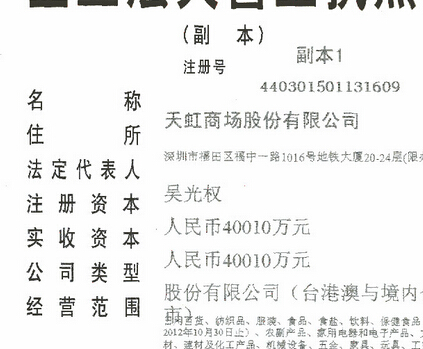 （副 本）
副本1
注册号
440301501131609
名 称 天虹商场股份有限公司
住 所 深圳市福田区福中一路1016号地铁大厦20-24层(限
法定代表人 吴光权
注册资本 人民币40010万元
实收资本 人民币40010万元
公司类型 股份有限公司（台港澳与境内
市）
经营范围 日用百货、纺织品、服装、食品、食盐、饮料、保健食品
2012年10月30日止）、农副产品、家用电器和电子产品、
材、建材及化工产品、机械设备、五金、家具、玩具、工